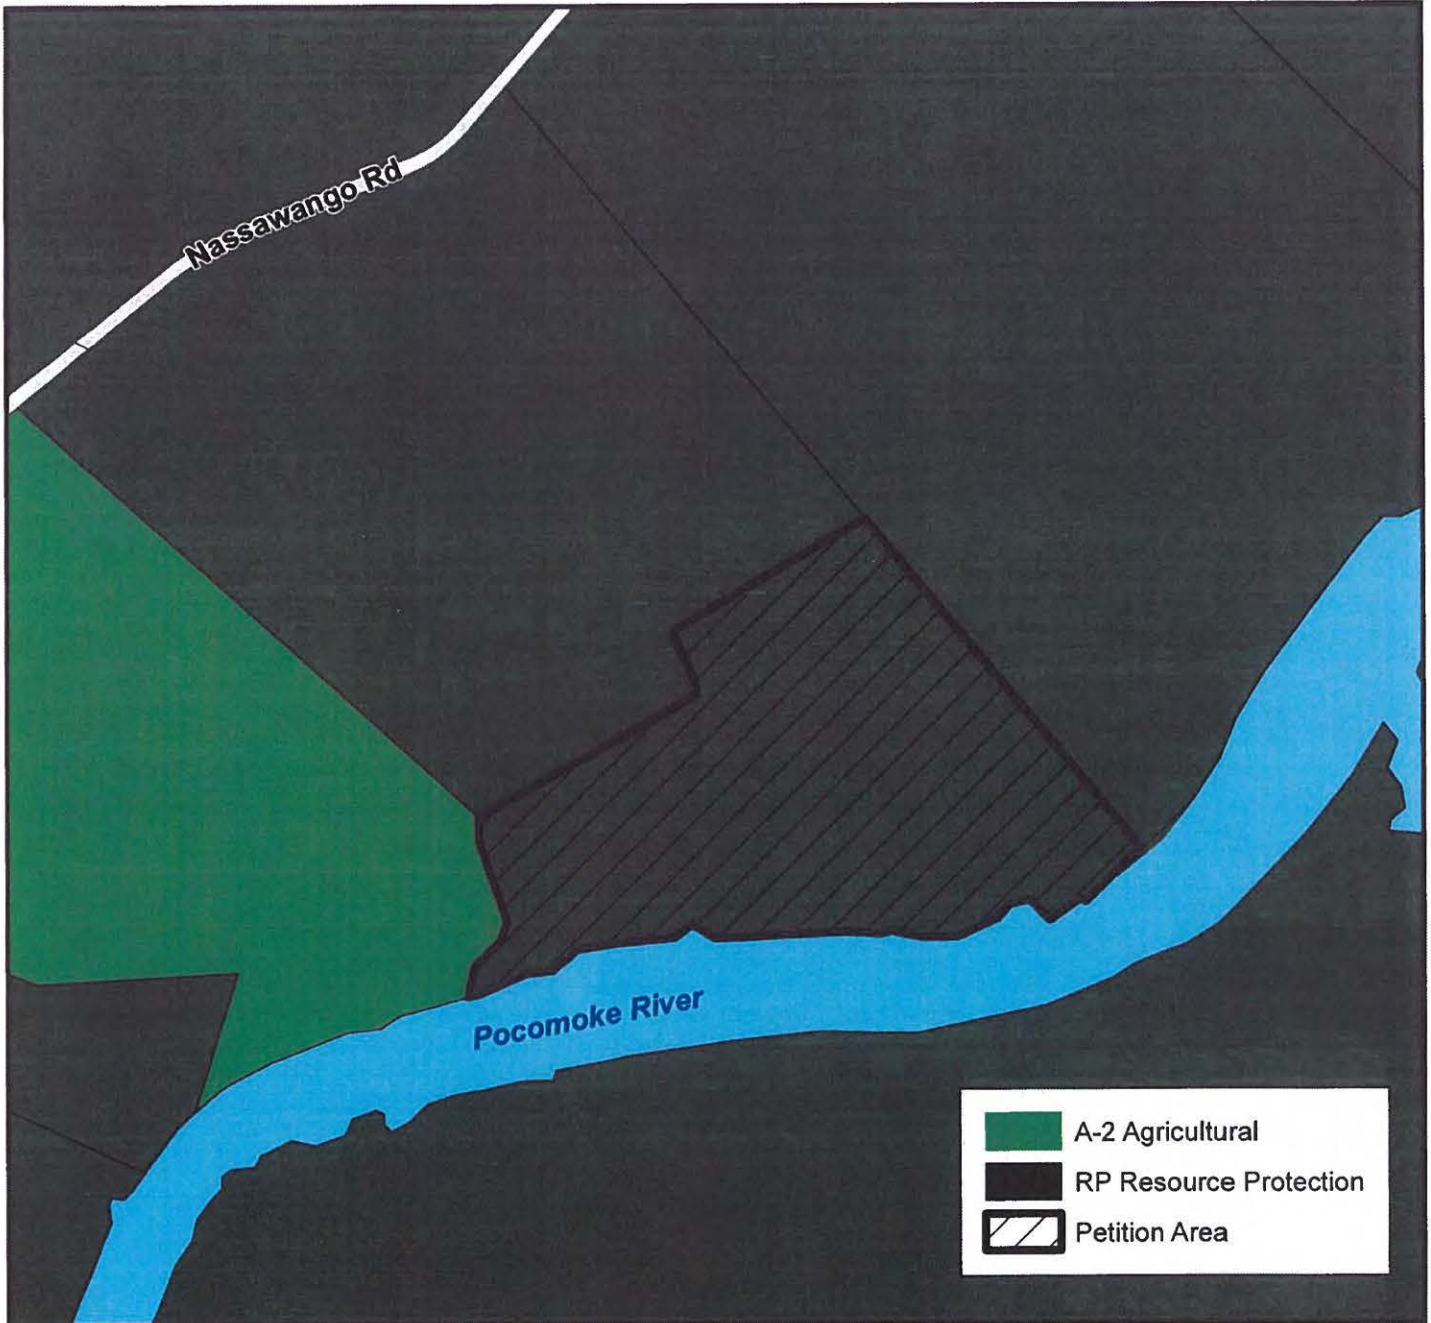 Nassawango Rd
Pocomoke River
A-2 Agricultural
RP Resource Protection
Petition Area